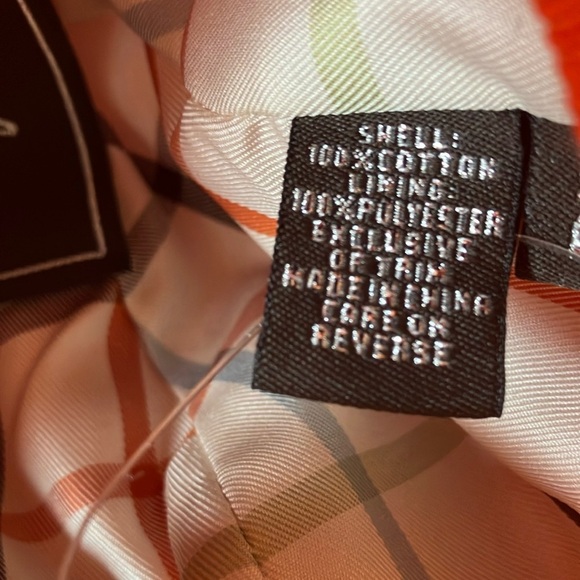 SHELL:
100%COTTON
LINING:
100%POLYESTER
EXCLUSIVE
OF TRIM
MADE IN CHINA
CARE ON
REVERSE